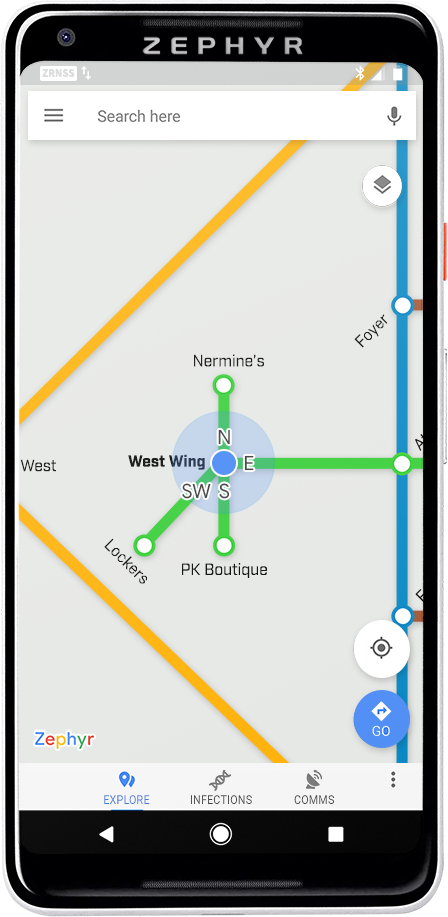 ZEPHYR
ZRNSS
Search here
Foyer
Nermine's
N
West
West Wing
E
SW S
Lockers
PK Boutique
Zephyr
GO
EXPLORE
INFECTIONS
COMMS